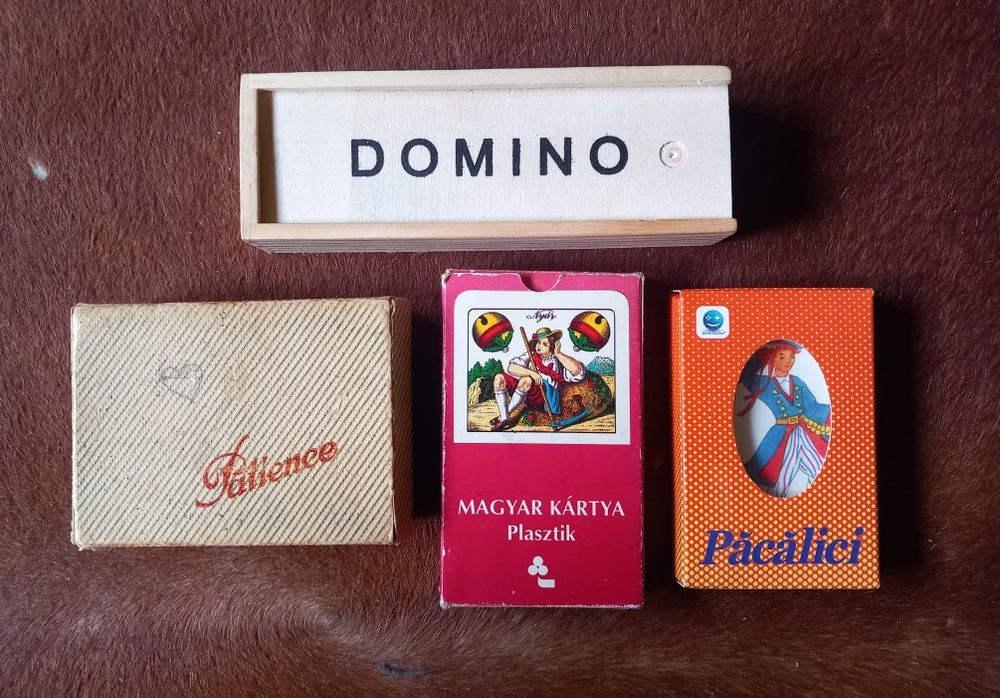 DOMINO
Patience
Nyár
MAGYAR KÁRTYA
Plasztik
Păcălici